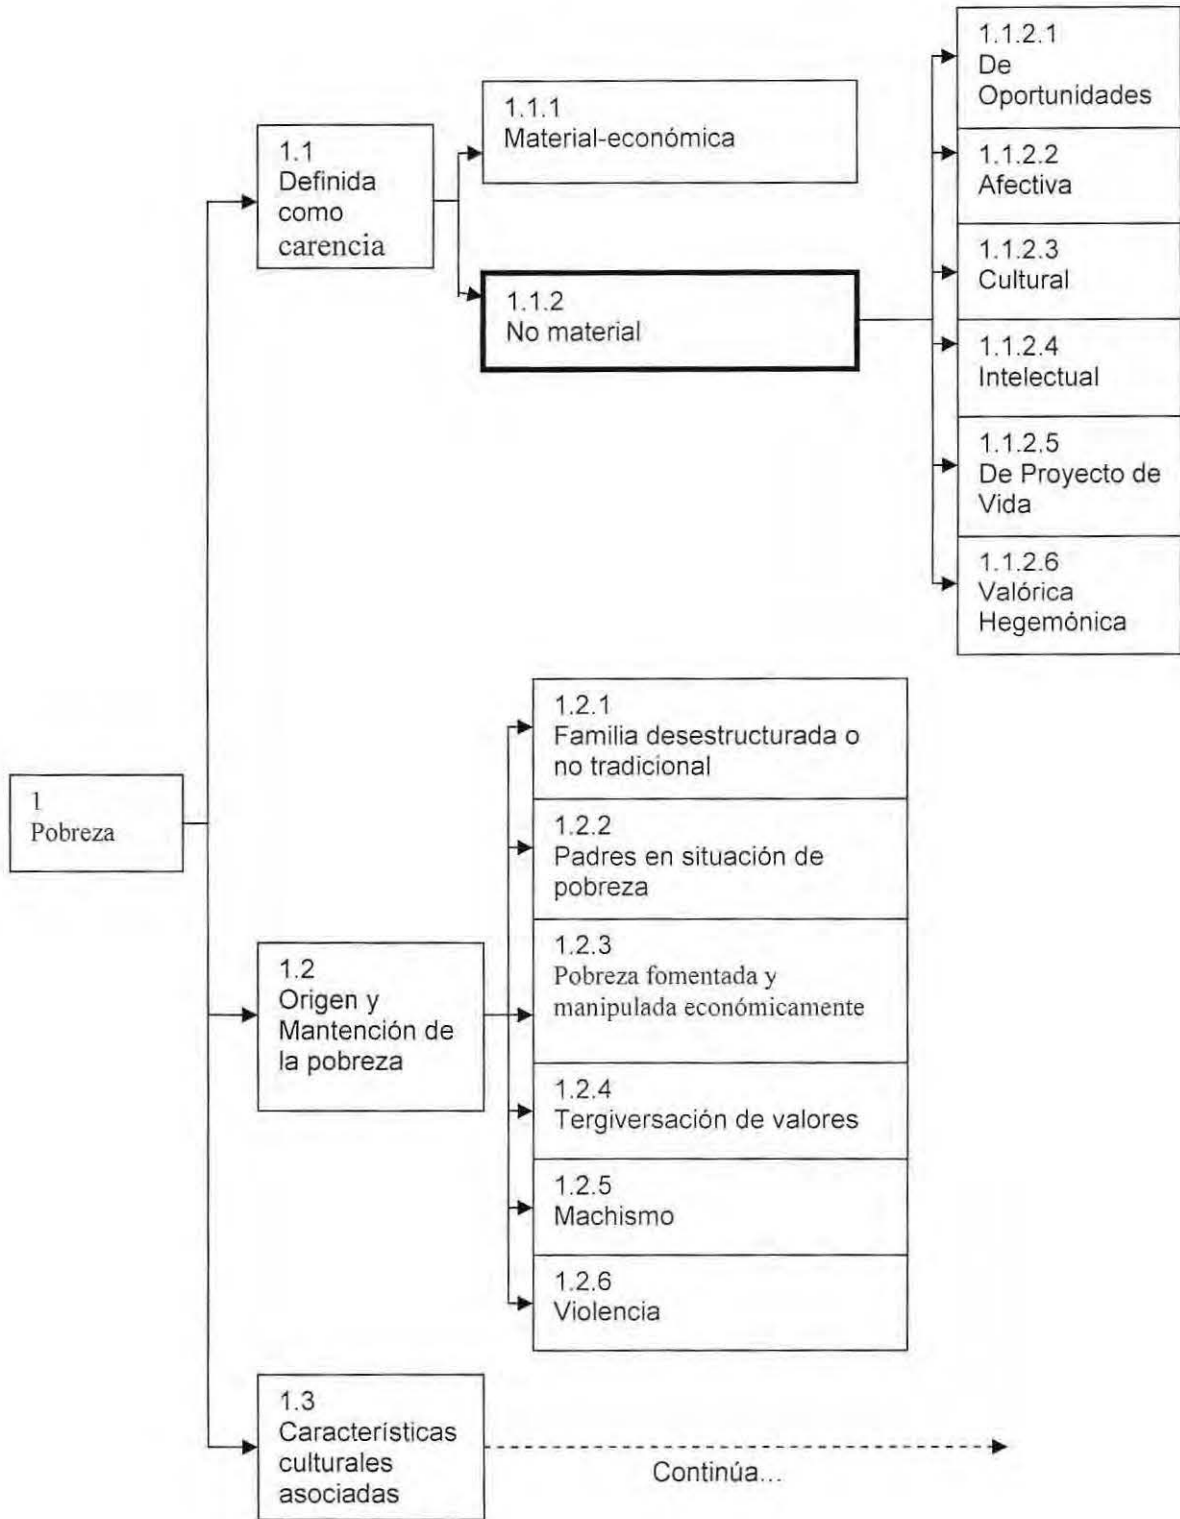 1
Pobreza
1.1
Definida
como
carencia
1.1.1
Material-económica
1.1.2
No material
1.1.2.1
De
Oportunidades
1.1.2.2
Afectiva
1.1.2.3
Cultural
1.1.2.4
Intelectual
1.1.2.5
De Proyecto de
Vida
1.1.2.6
Valórica
Hegemónica
1.2
Origen y
Mantención de
la pobreza
1.2.1
Familia desestructurada o
no tradicional
1.2.2
Padres en situación de
pobreza
1.2.3
Pobreza fomentada y
manipulada económicamente
1.2.4
Tergiversación de valores
1.2.5
Machismo
1.2.6
Violencia
1.3
Características
culturales
asociadas
Continúa...